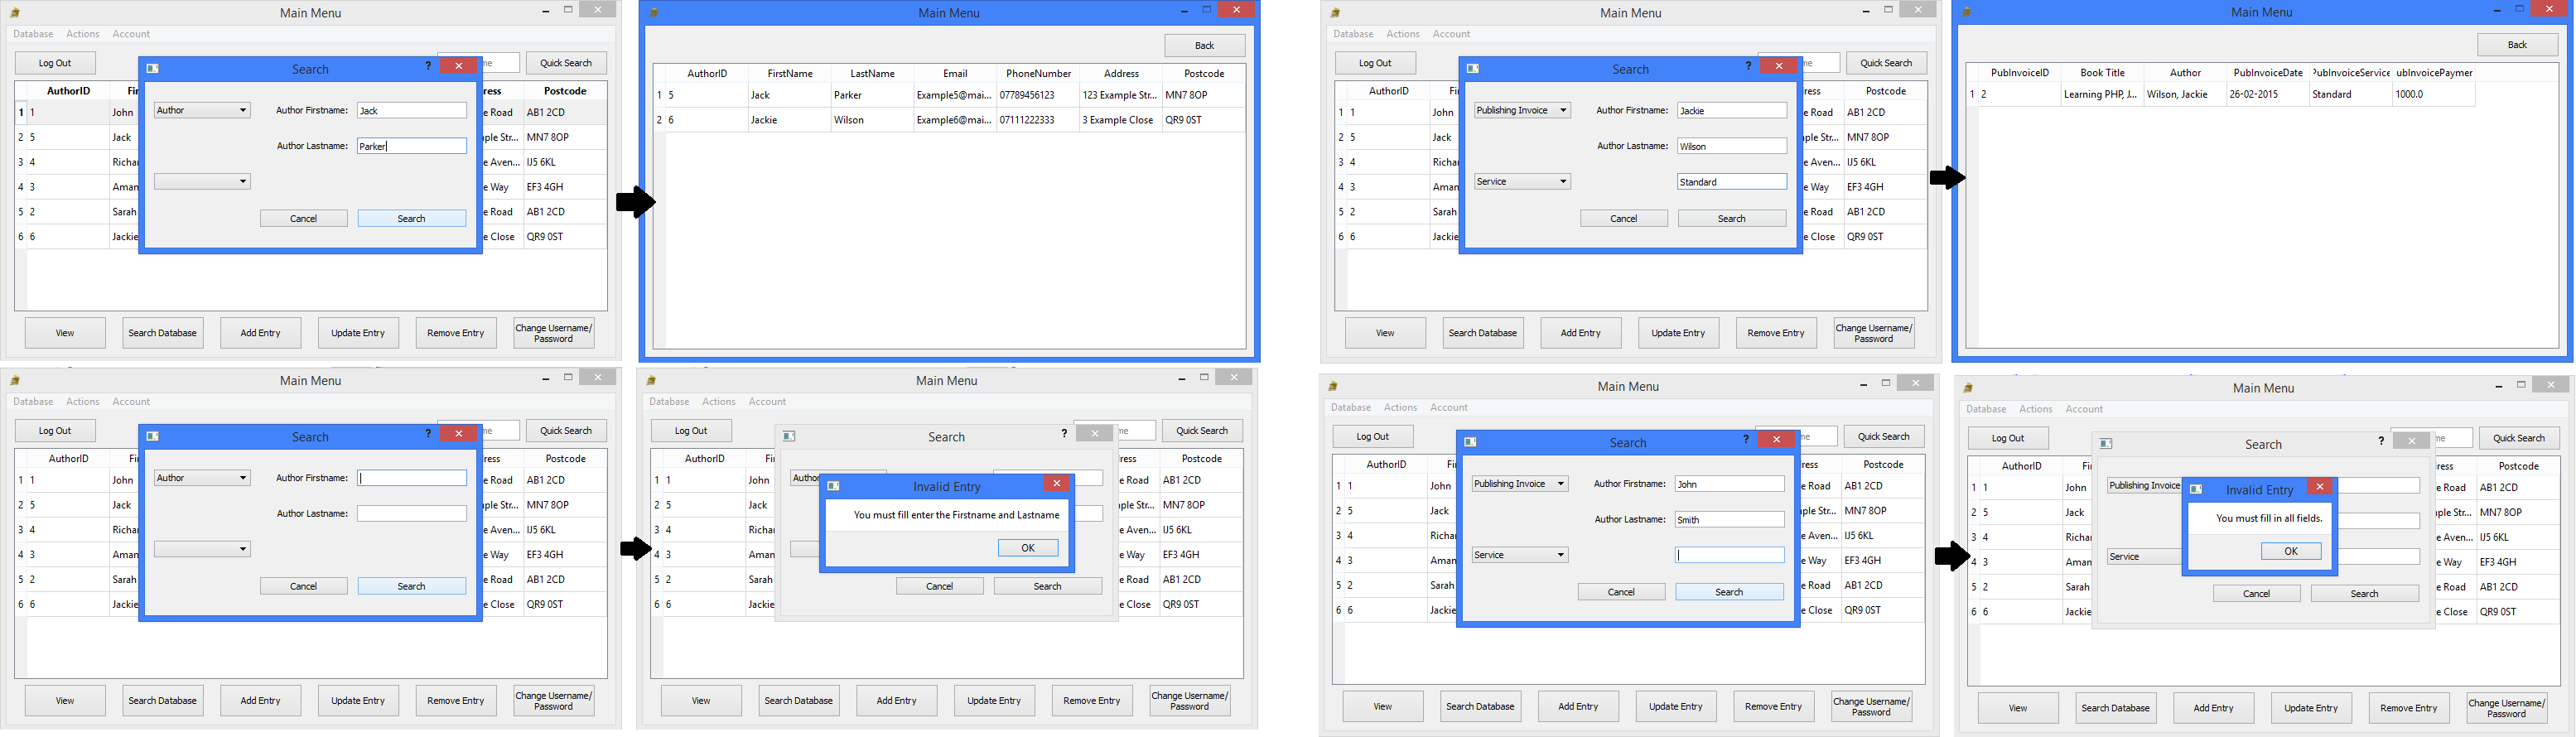 Main Menu
Database Actions Account
Log Out me Quick Search
Search ?
AuthorID Fi ress Postcode
Author Author Firstname: Jack
1 1 John e Road AB1 2CD
2 5 Jack ple Str... MN7 8OP
Author Lastname: Parker
3 4 Richa e Aven... IJ5 6KL
4 3 Aman e Way EF3 4GH
5 2 Sarah e Road AB1 2CD
Cancel Search
6 6 Jackie e Close QR9 0ST
View Search Database Add Entry Update Entry Remove Entry Change Username/
Password
Main Menu
Back
AuthorID FirstName LastName Email PhoneNumber Address Postcode
1 5 Jack Parker Example5@mai... 07789456123 123 Example Str... MN7 8OP
2 6 Jackie Wilson Example6@mai... 07111222333 3 Example Close QR9 0ST
Main Menu
Database Actions Account
Log Out me Quick Search
Search ?
AuthorID Fi ress Postcode
Publishing Invoice Author Firstname: Jackie
1 1 John e Road AB1 2CD
2 5 Jack ple Str... MN7 8OP
Author Lastname: Wilson
3 4 Richa e Aven... IJ5 6KL
Service Standard
4 3 Aman e Way EF3 4GH
5 2 Sarah e Road AB1 2CD
Cancel Search
6 6 Jackie e Close QR9 0ST
View Search Database Add Entry Update Entry Remove Entry Change Username/
Password
Main Menu
Back
PubInvoiceID Book Title Author PubInvoiceDate PubInvoiceService ubInvoicePaymer
1 2 Learning PHP, J... Wilson, Jackie 26-02-2015 Standard 1000.0
Main Menu
Database Actions Account
Log Out me Quick Search
Search ?
AuthorID Fi ress Postcode
Author Author Firstname:
1 1 John e Road AB1 2CD
2 5 Jack ple Str... MN7 8OP
Author Lastname:
3 4 Richa e Aven... IJ5 6KL
4 3 Aman e Way EF3 4GH
5 2 Sarah e Road AB1 2CD
Cancel Search
6 6 Jackie e Close QR9 0ST
View Search Database Add Entry Update Entry Remove Entry Change Username/
Password
Main Menu
Database Actions Account
Log Out me Quick Search
Search ?
AuthorID Fi ress Postcode
Author
1 1 John e Road AB1 2CD
Invalid Entry
2 5 Jack ple Str... MN7 8OP
You must fill enter the Firstname and Lastname
3 4 Richa e Aven... IJ5 6KL
OK
4 3 Aman e Way EF3 4GH
5 2 Sarah e Road AB1 2CD
Cancel Search
6 6 Jackie e Close QR9 0ST
View Search Database Add Entry Update Entry Remove Entry Change Username/
Password
Main Menu
Database Actions Account
Log Out me Quick Search
Search ?
AuthorID Fi ress Postcode
Publishing Invoice Author Firstname: John
1 1 John e Road AB1 2CD
2 5 Jack ple Str... MN7 8OP
Author Lastname: Smith
3 4 Richa e Aven... IJ5 6KL
Service
4 3 Aman e Way EF3 4GH
5 2 Sarah e Road AB1 2CD
Cancel Search
6 6 Jackie e Close QR9 0ST
View Search Database Add Entry Update Entry Remove Entry Change Username/
Password
Main Menu
Database Actions Account
Log Out me Quick Search
Search ?
AuthorID Fi ress Postcode
Publishing Invoice
1 1 John e Road AB1 2CD
Invalid Entry
2 5 Jack ple Str... MN7 8OP
You must fill in all fields.
3 4 Richa e Aven... IJ5 6KL
OK
Service
4 3 Aman e Way EF3 4GH
5 2 Sarah e Road AB1 2CD
Cancel Search
6 6 Jackie e Close QR9 0ST
View Search Database Add Entry Update Entry Remove Entry Change Username/
Password